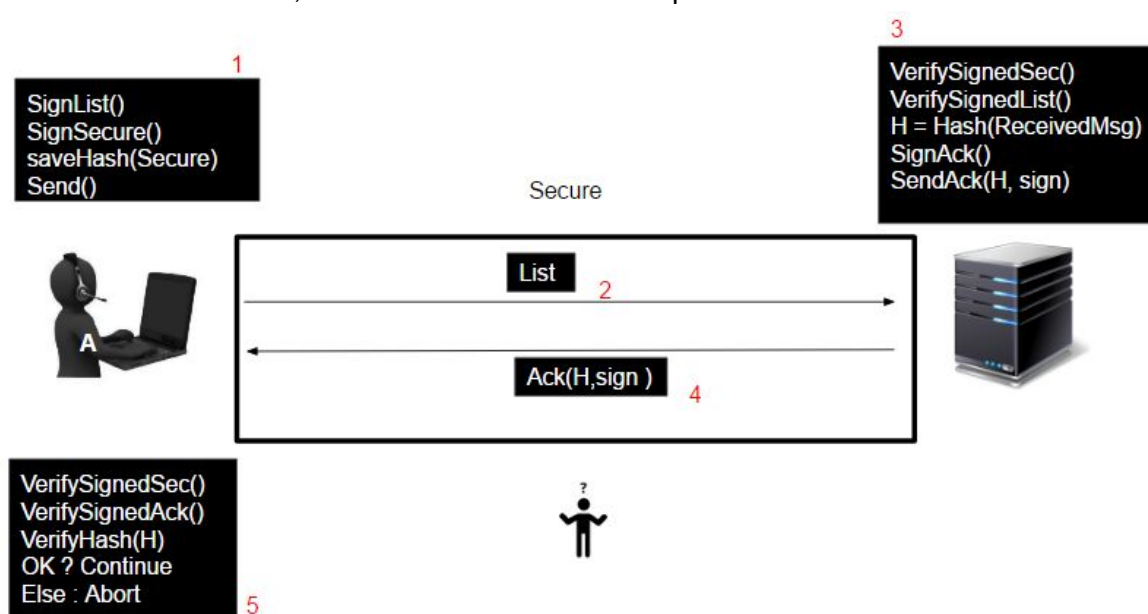 3
1
VerifySignedSec()
VerifySignedList()
H = Hash(ReceivedMsg)
SignAck()
SendAck(H, sign)
SignList()
SignSecure()
saveHash(Secure)
Send()
Secure
List
2
A
Ack(H,sign )
4
VerifySignedSec()
VerifySignedAck()
VerifyHash(H)
OK ? Continue
Else : Abort
5
?